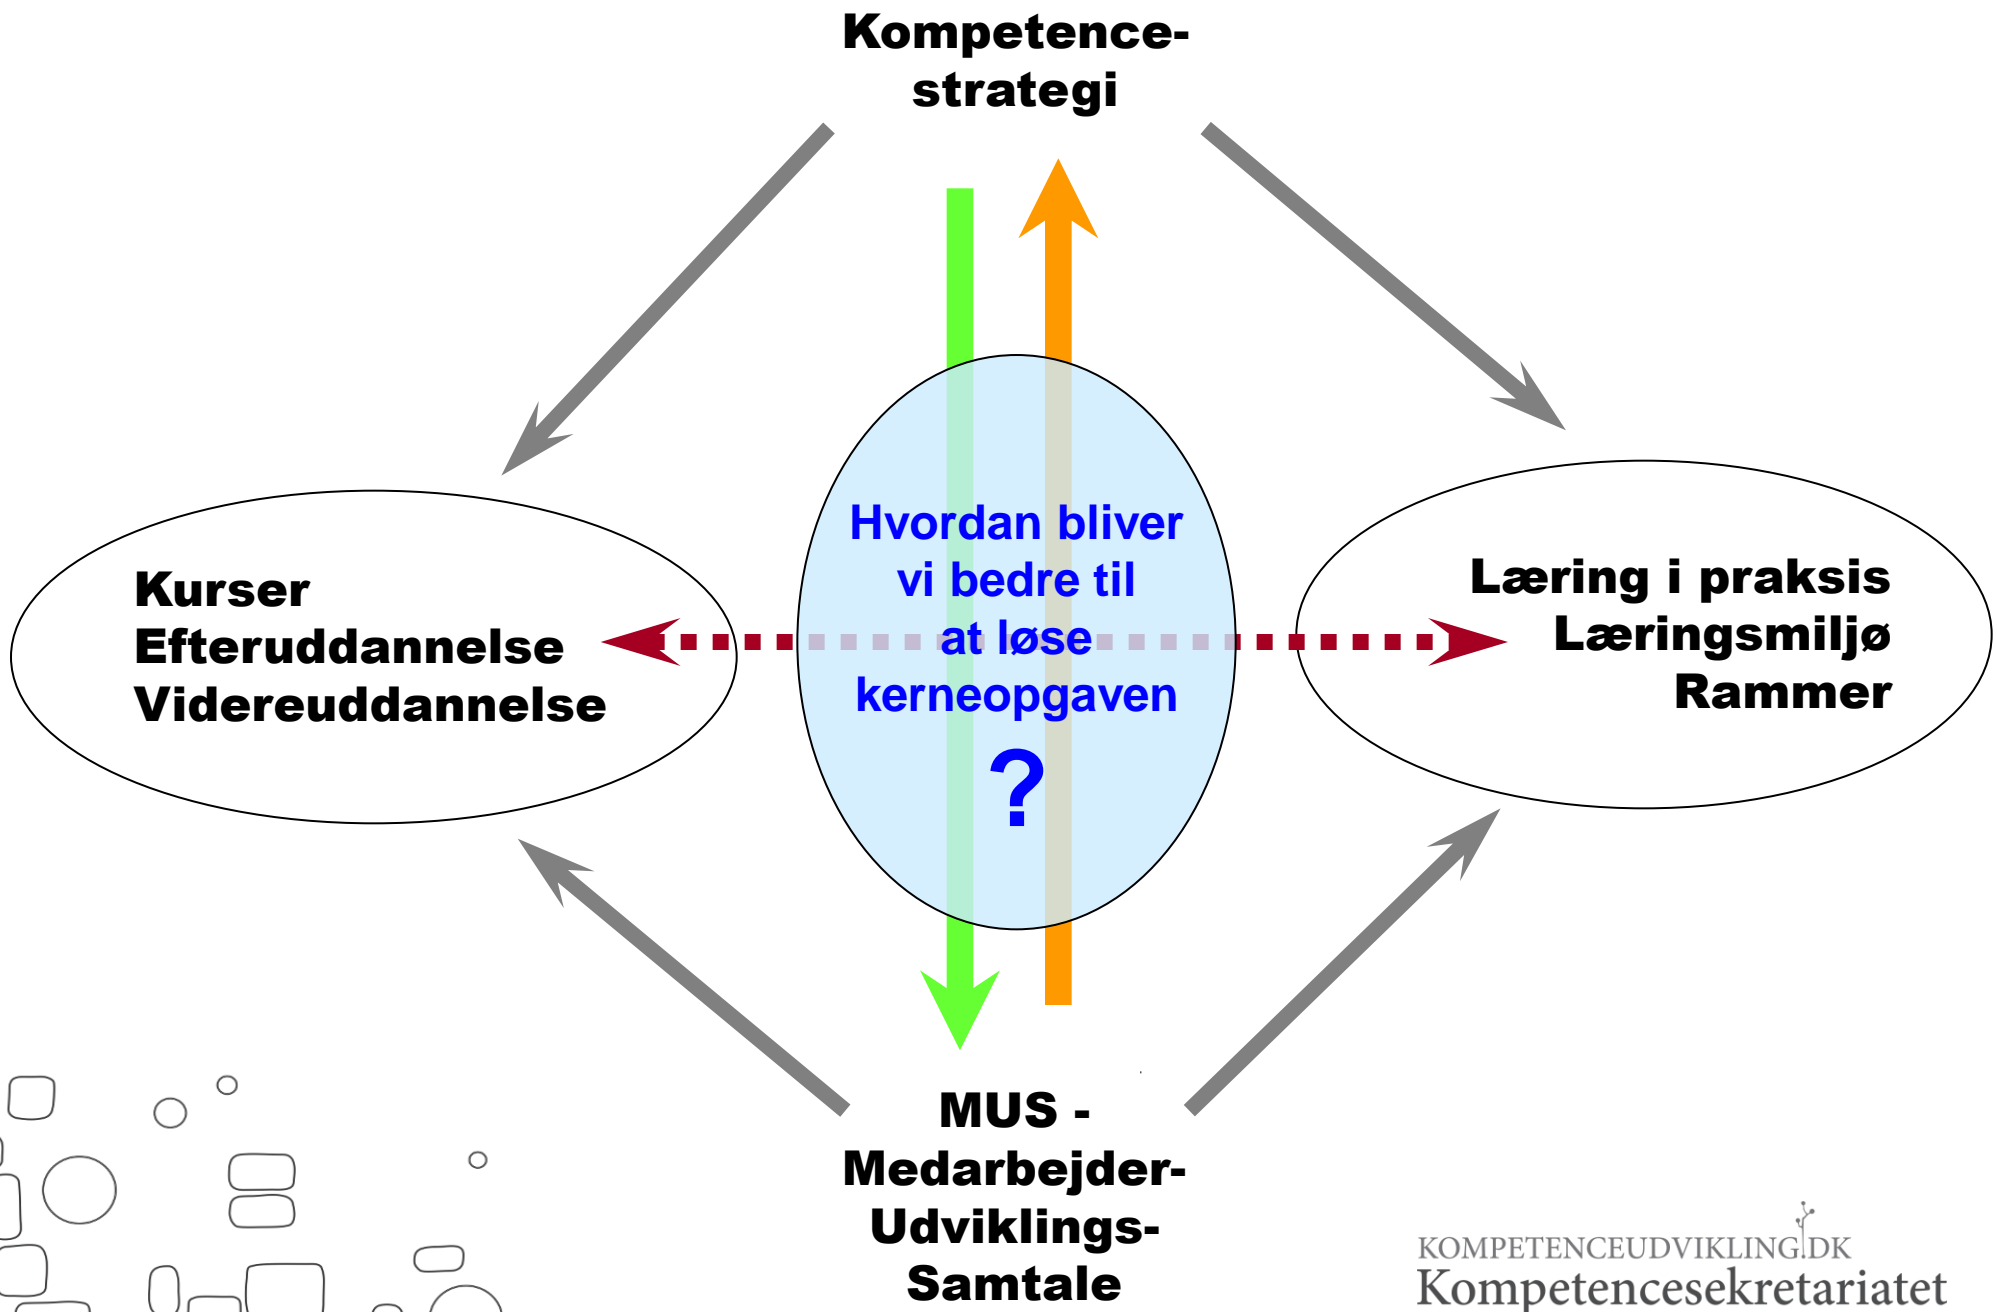 Kompetence-
strategi
Hvordan bliver
vi bedre til
at løse
kerneopgaven
?
Kurser
Efteruddannelse
Videreuddannelse
Læring i praksis
Læringsmiljø
Rammer
MUS -
Medarbejder-
Udviklings-
Samtale
KOMPETENCEUDVIKLING.DK
Kompetencesekretariatet